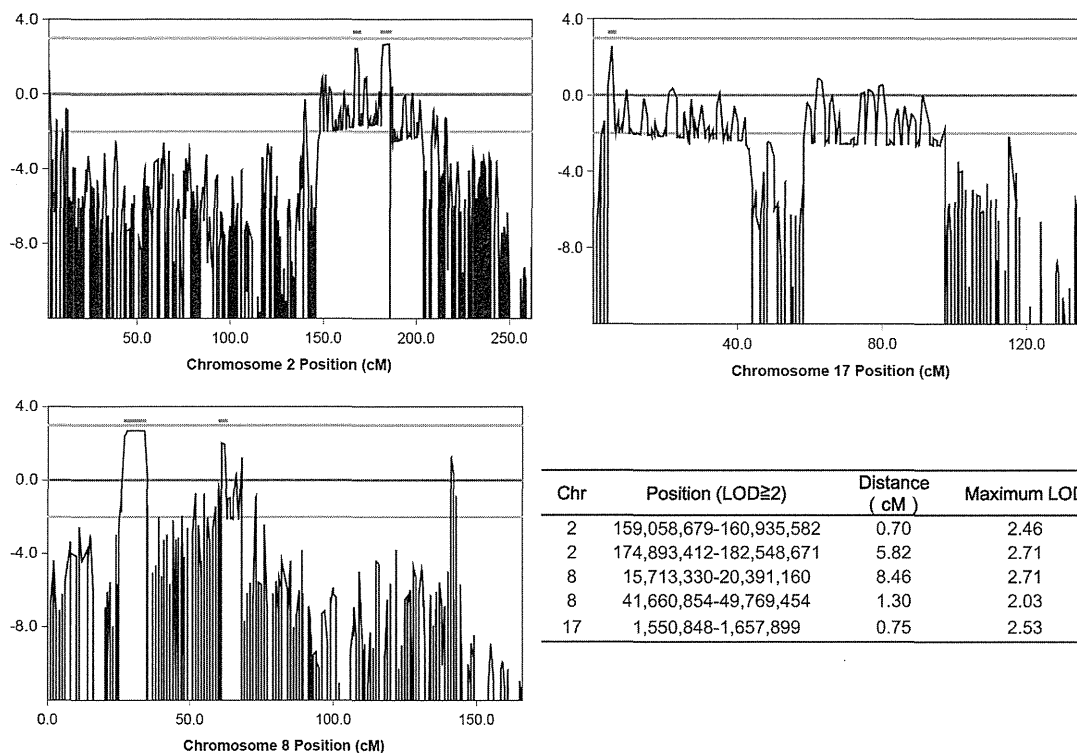 4.0
0.0
-4.0
-8.0
50.0 100.0 150.0 200.0 250.0
Chromosome 2 Position (cM)
4.0
0.0
-4.0
-8.0
40.0 80.0 120.0
Chromosome 17 Position (cM)
4.0
0.0
-4.0
-8.0
0.0 50.0 100.0 150.0
Chromosome 8 Position (cM)
Chr Position (LOD≧2) Distance ( cM ) Maximum LOD
2 159,058,679-160,935,582 0.70 2.46
2 174,893,412-182,548,671 5.82 2.71
8 15,713,330-20,391,160 8.46 2.71
8 41,660,854-49,769,454 1.30 2.03
17 1,550,848-1,657,899 0.75 2.53